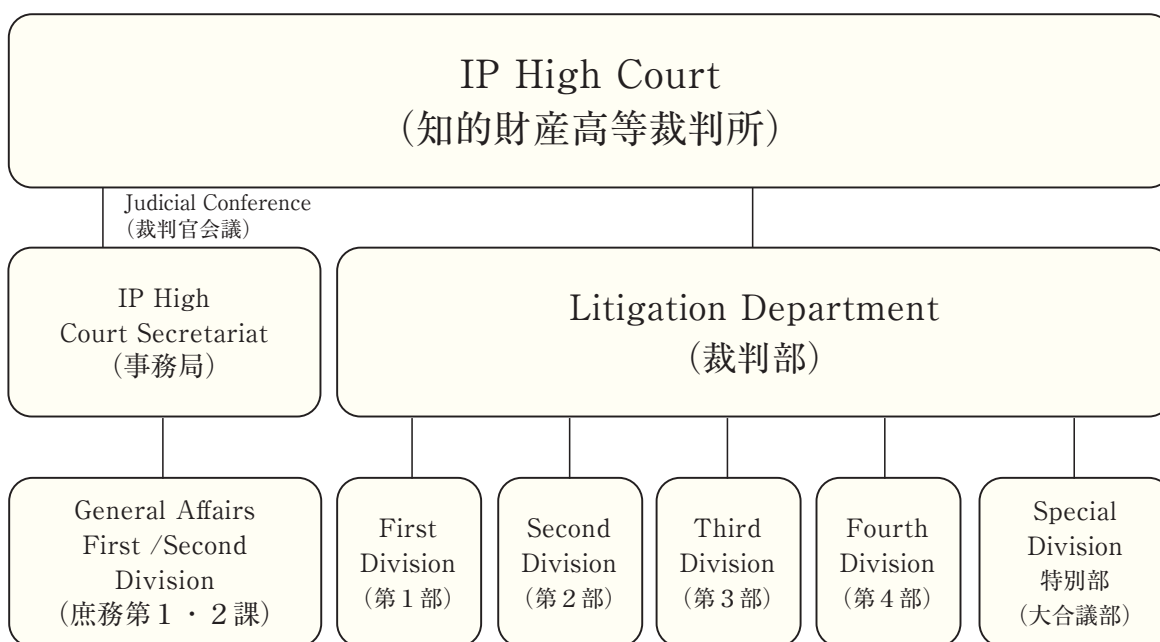 IP High Court
（知的財産高等裁判所）
Judicial Conference
（裁判官会議）
IP High
Court Secretariat
（事務局）
Litigation Department
（裁判部）
General Affairs
First /Second
Division
（庶務第１・２課）
First
Division
（第１部）
Second
Division
（第２部）
Third
Division
（第３部）
Fourth
Division
（第４部）
Special
Division
特別部
（大合議部）